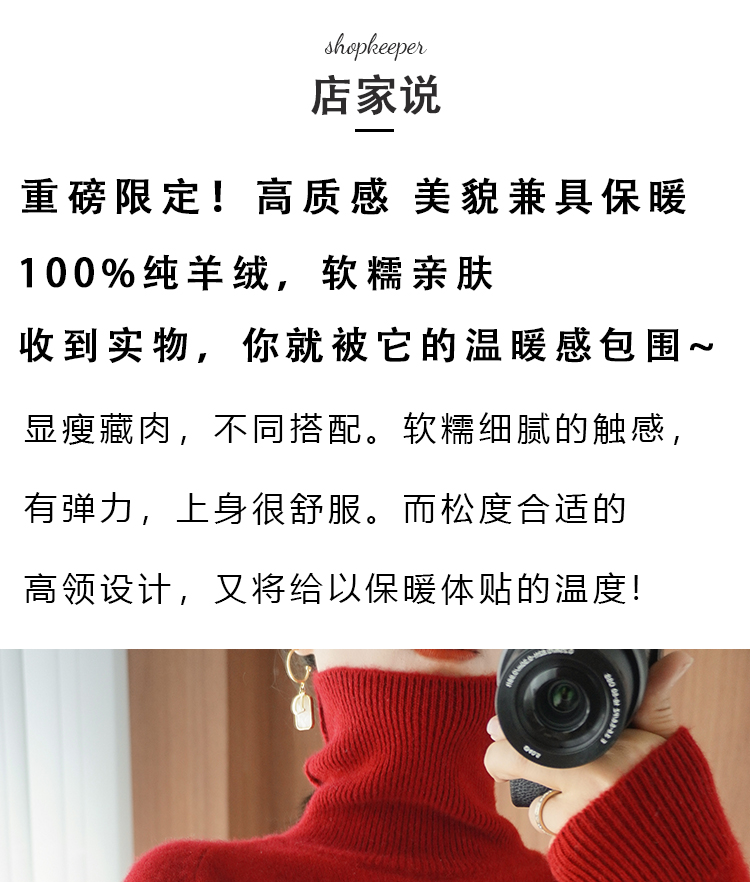 shopkeeper
店家说
重磅限定！高质感 美貌兼具保暖
100%纯羊绒，软糯亲肤
收到实物，你就被它的温暖感包围~
显瘦藏肉，不同搭配。软糯细腻的触感，
有弹力，上身很舒服。而松度合适的
高领设计，又将给以保暖体贴的温度!